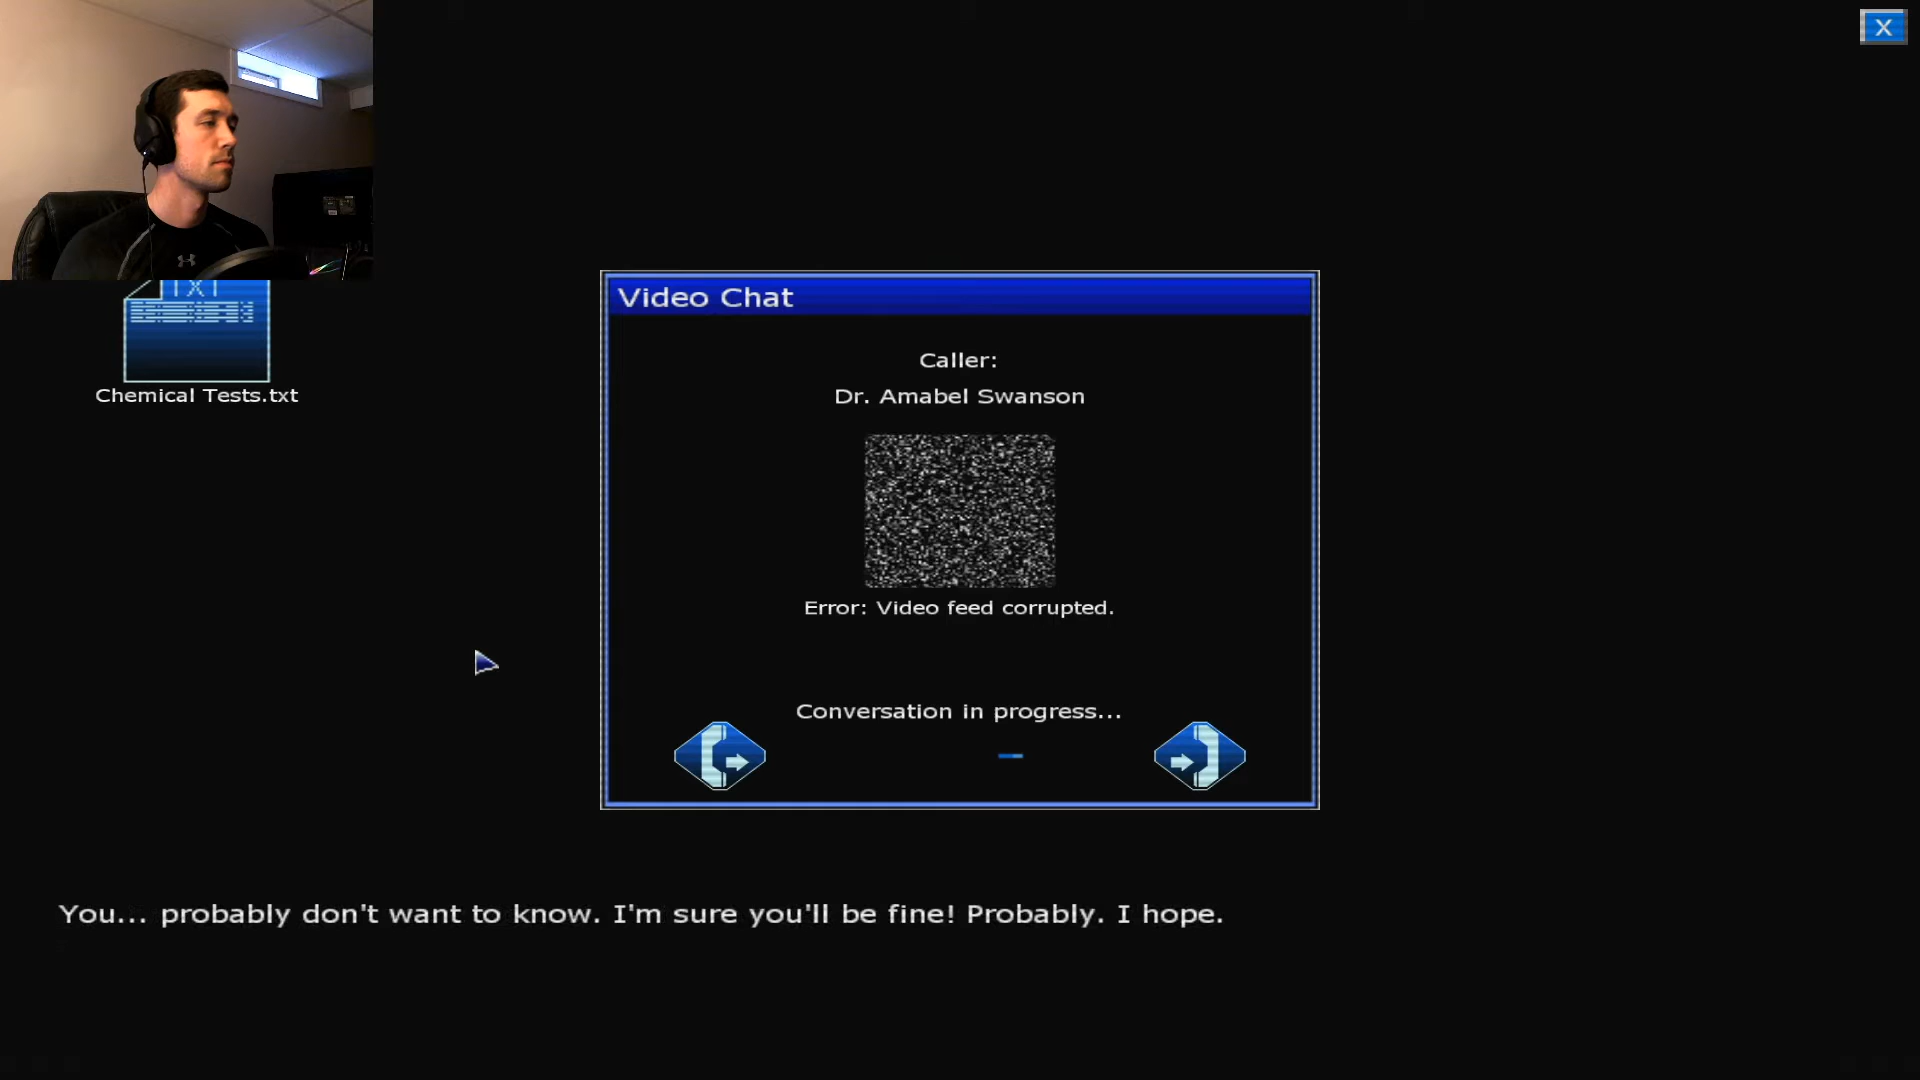 X
TXT
Chemical Tests.txt
Video Chat
Caller:
Dr. Amabel Swanson
Error: Video feed corrupted.
Conversation in progress...
You... probably don't want to know. I'm sure you'll be fine! Probably. I hope.